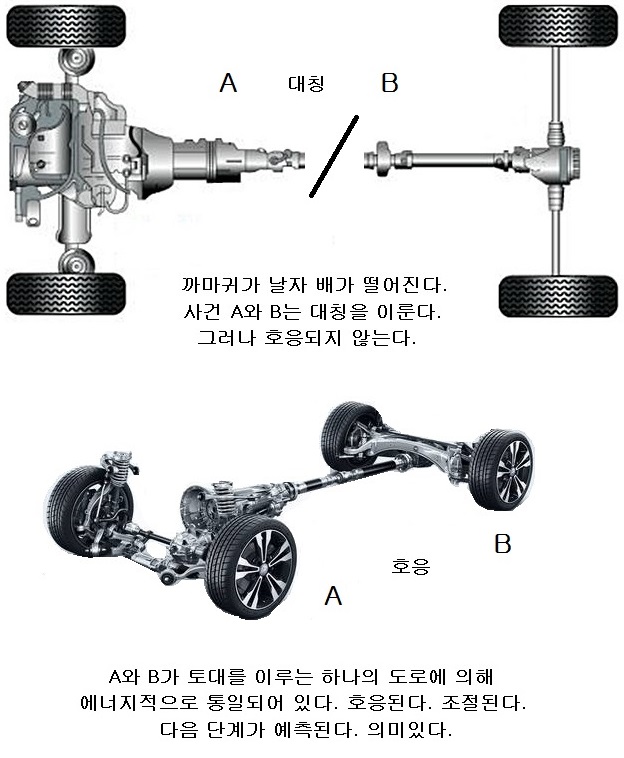 A 대칭 B
까마귀가 날자 배가 떨어진다.
사건 A와 B는 대칭을 이룬다.
그러나 호응되지 않는다.
B
호응
A
A와 B가 토대를 이루는 하나의 도로에 의해
에너지적으로 통일되어 있다. 호응된다. 조절된다.
다음 단계가 예측된다. 의미있다.